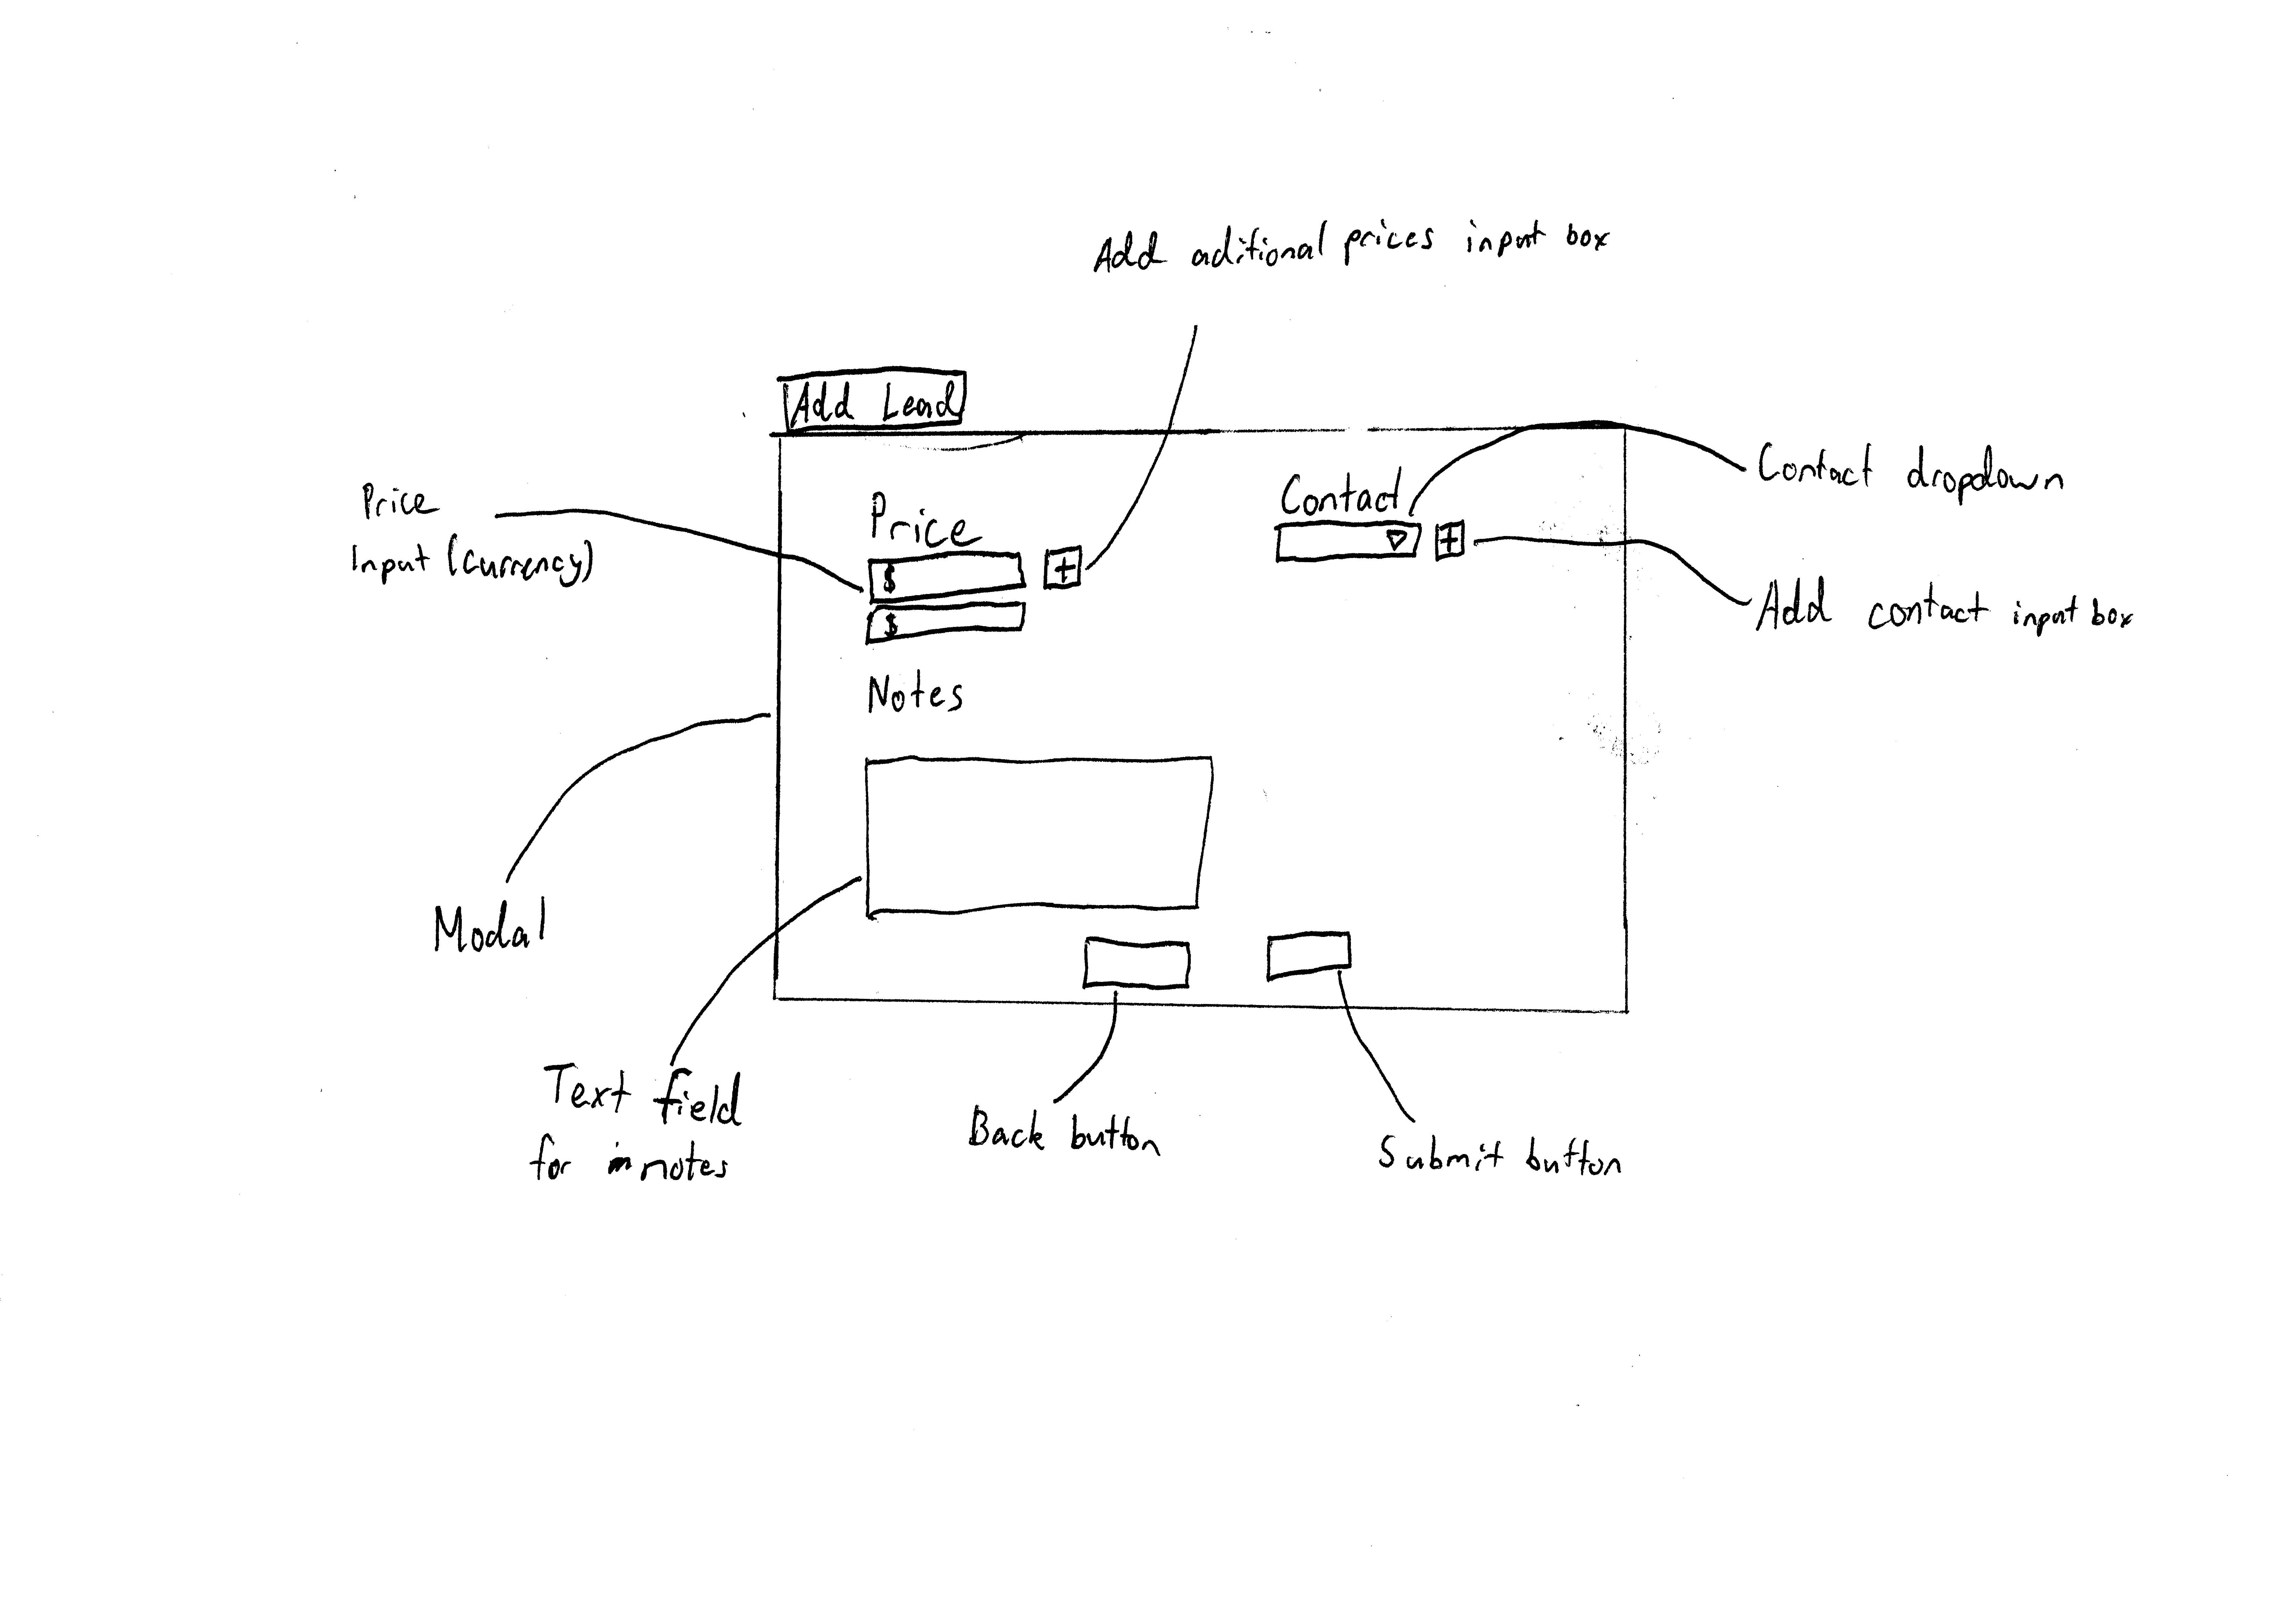 Add aditional prices input box
Add Lead
Contact dropdown
Price
Input (currency)
Price
Contact
$
+
▽
+
$
Add contact input box
Notes
Modal
Text field
for notes
Back button
Submit button